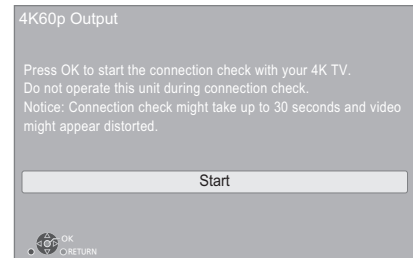 4K60p Output
Press OK to start the connection check with your 4K TV.
Do not operate this unit during connection check.
Notice: Connection check might take up to 30 seconds and video
might appear distorted.
Start
OK
RETURN